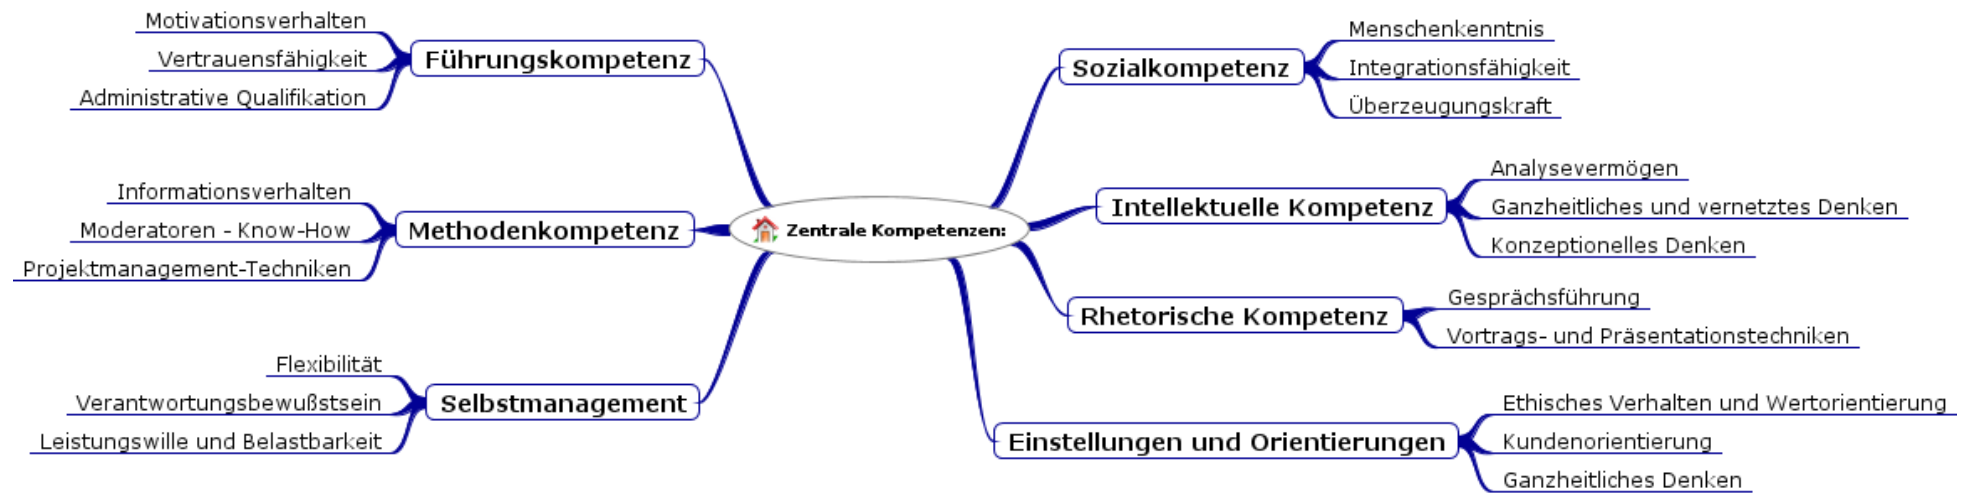 Zentrale Kompetenzen:
Führungskompetenz
Motivationsverhalten
Vertrauensfähigkeit
Administrative Qualifikation
Methodenkompetenz
Informationsverhalten
Moderatoren - Know-How
Projektmanagement-Techniken
Selbstmanagement
Flexibilität
Verantwortungsbewußstsein
Leistungswille und Belastbarkeit
Sozialkompetenz
Menschenkenntnis
Integrationsfähigkeit
Überzeugungskraft
Intellektuelle Kompetenz
Analysevermögen
Ganzheitliches und vernetztes Denken
Konzeptionelles Denken
Rhetorische Kompetenz
Gesprächsführung
Vortrags- und Präsentationstechniken
Einstellungen und Orientierungen
Ethisches Verhalten und Wertorientierung
Kundenorientierung
Ganzheitliches Denken